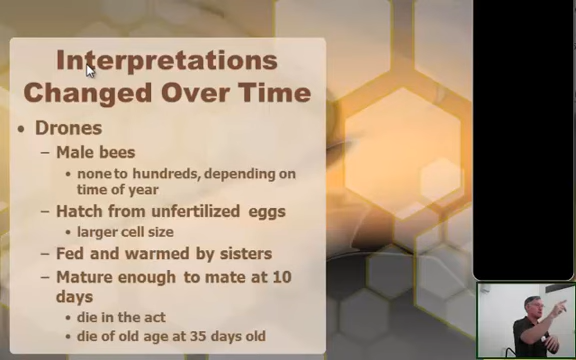 Interpretations
Changed Over Time
• Drones
– Male bees
• none to hundreds, depending on
time of year
– Hatch from unfertilized eggs
• larger cell size
– Fed and warmed by sisters
– Mature enough to mate at 10
days
• die in the act
• die of old age at 35 days old